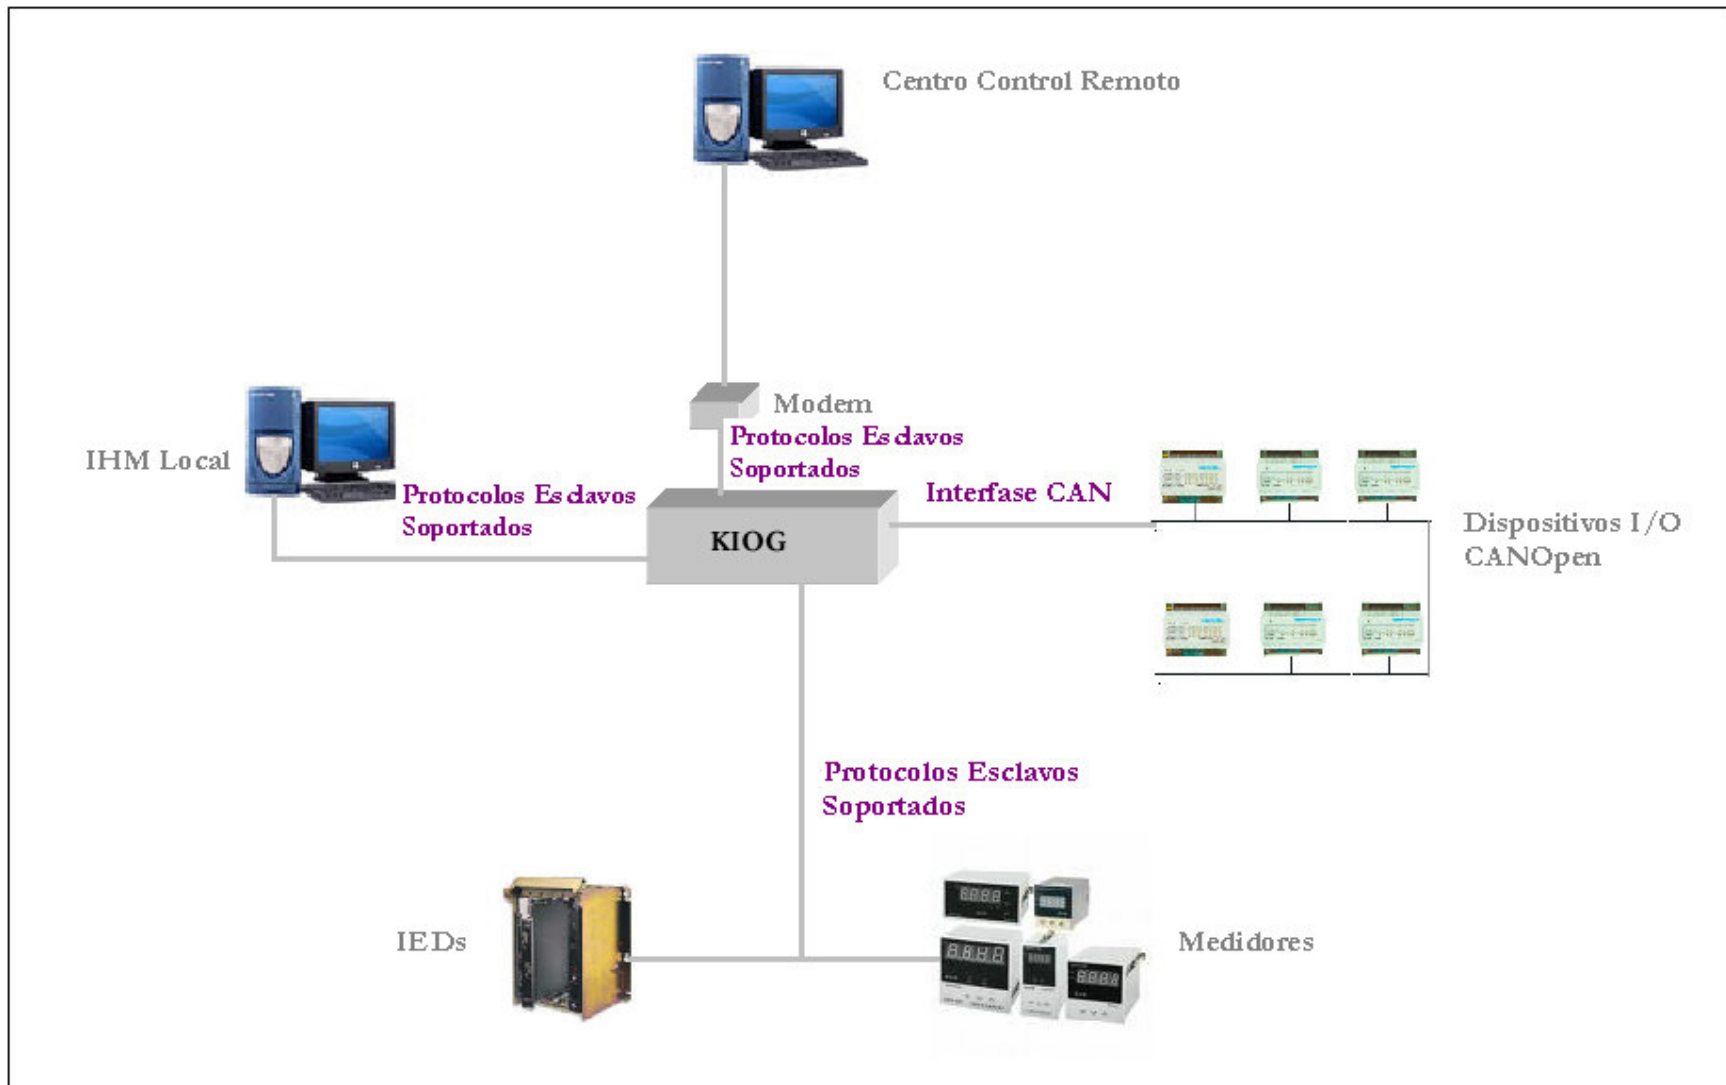 Centro Control Remoto
Modem
Protocolos Esclavos
Soportados
IHM Local
Protocolos Esclavos
Soportados
Interfase CAN
KIOG
Dispositivos I/O
CANOpen
Protocolos Esclavos
Soportados
IEDs
Medidores